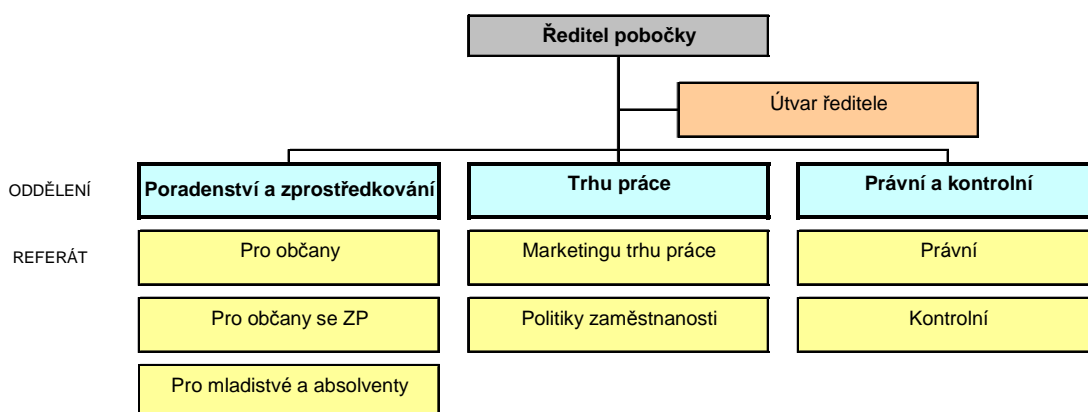 Ředitel pobočky
Útvar ředitele
ODDĚLENÍ
Poradenství a zprostředkování
Trhu práce
Právní a kontrolní
REFERÁT
Pro občany
Marketingu trhu práce
Právní
Pro občany se ZP
Politiky zaměstnanosti
Kontrolní
Pro mladistvé a absolventy